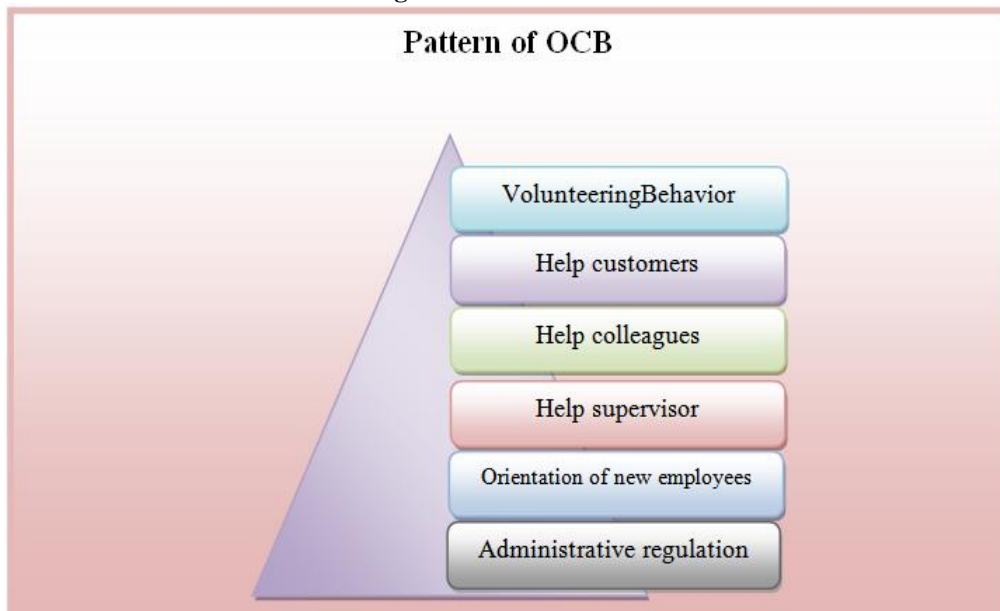 Pattern of OCB
VolunteeringBehavior
Help customers
Help colleagues
Help supervisor
Orientation of new employees
Administrative regulation